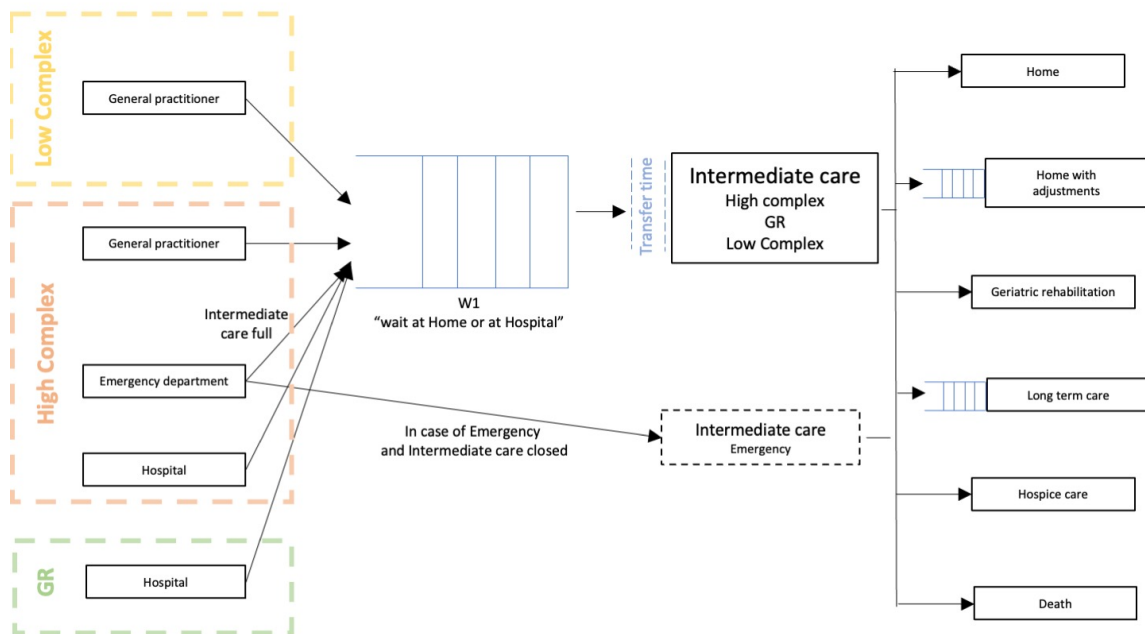 Low Complex
General practitioner
High Complex
General practitioner
Intermediate
care full
Emergency department
Hospital
GR
Hospital
W1
“wait at Home or at Hospital”
In case of Emergency
and Intermediate care closed
Transfer time
Intermediate care
High complex
GR
Low Complex
Intermediate care
Emergency
Home
Home with
adjustments
Geriatric rehabilitation
Long term care
Hospice care
Death